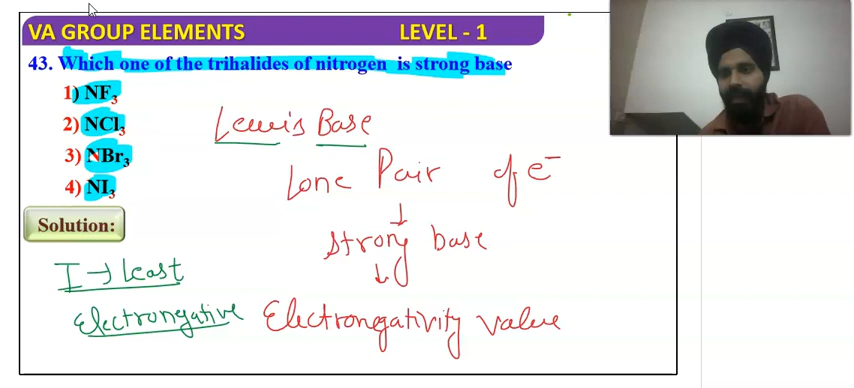 VA GROUP ELEMENTS LEVEL - 1
43. Which one of the trihalides of nitrogen is strong base
1) NF₃
2) NCl₃
3) NBr₃
4) NI₃
Lewis Base
Lone Pair of e⁻
↓
strong base
↓
Electronegativity value
Solution:
I → Least
Electronegative